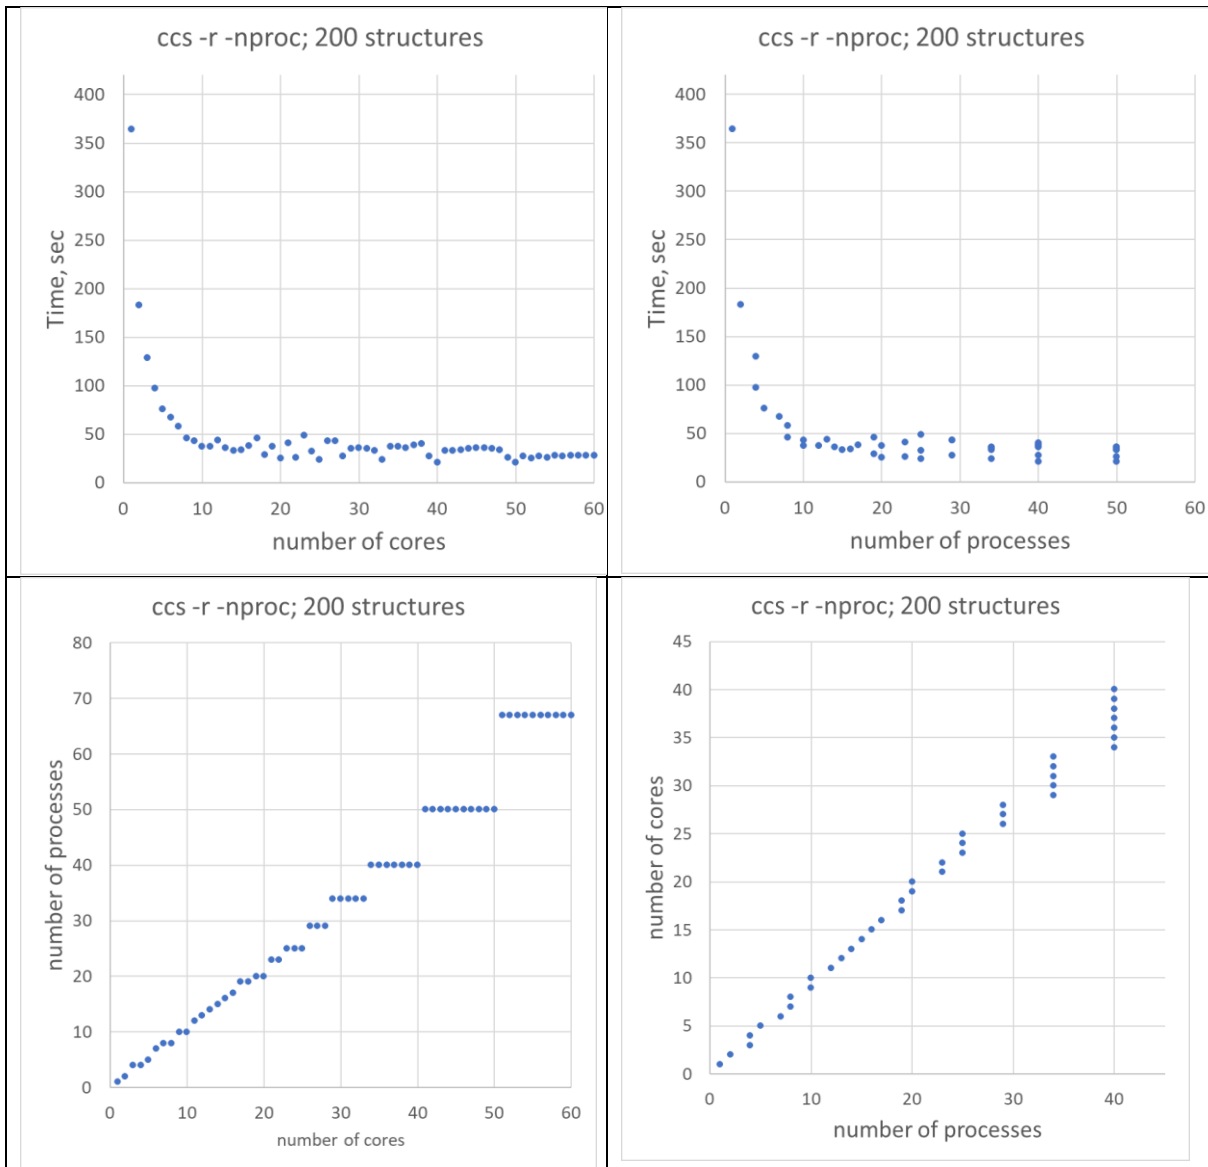 ccs -r -nproc; 200 structures
400
350
300
250
200
150
100
50
0
Time, sec
0 10 20 30 40 50 60
number of cores
ccs -r -nproc; 200 structures
400
350
300
250
200
150
100
50
0
Time, sec
0 10 20 30 40 50 60
number of processes
ccs -r -nproc; 200 structures
80
70
60
50
40
30
20
10
0
number of processes
0 10 20 30 40 50 60
number of cores
ccs -r -nproc; 200 structures
45
40
35
30
25
20
15
10
5
0
number of cores
0 10 20 30 40
number of processes